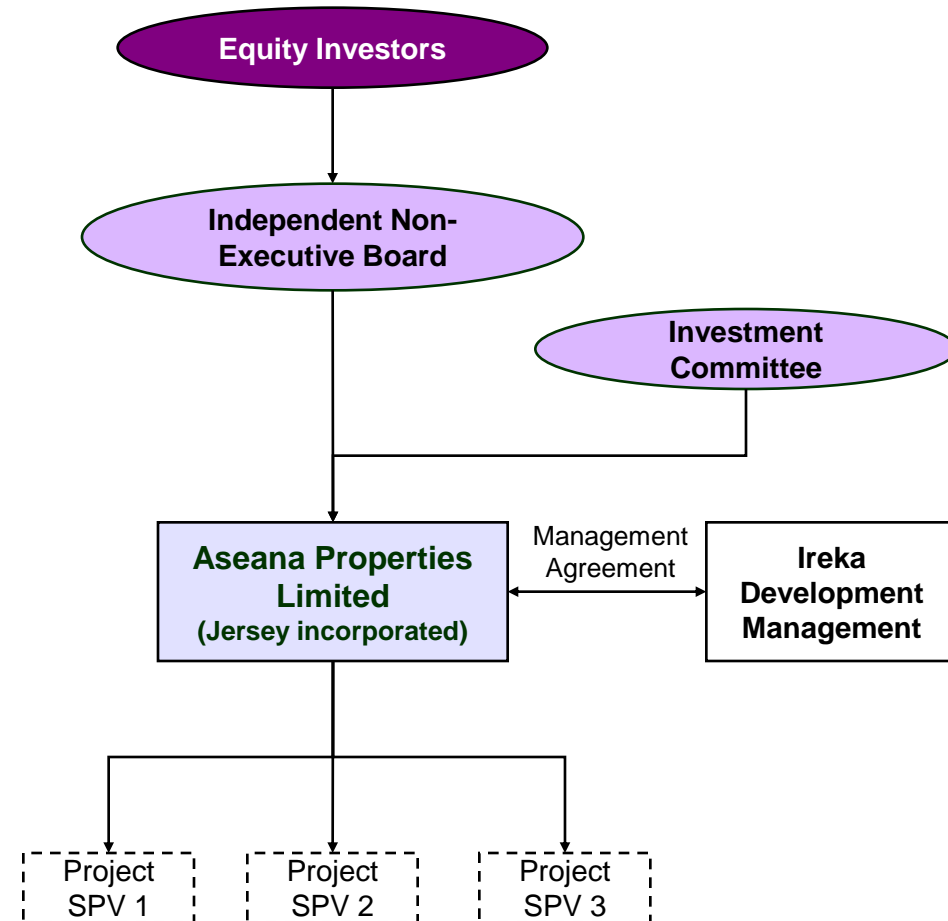 Equity Investors
Independent Non-
Executive Board
Investment
Committee
Aseana Properties
Limited
(Jersey incorporated)
Management
Agreement
Ireka
Development
Management
Project
SPV 1
Project
SPV 2
Project
SPV 3